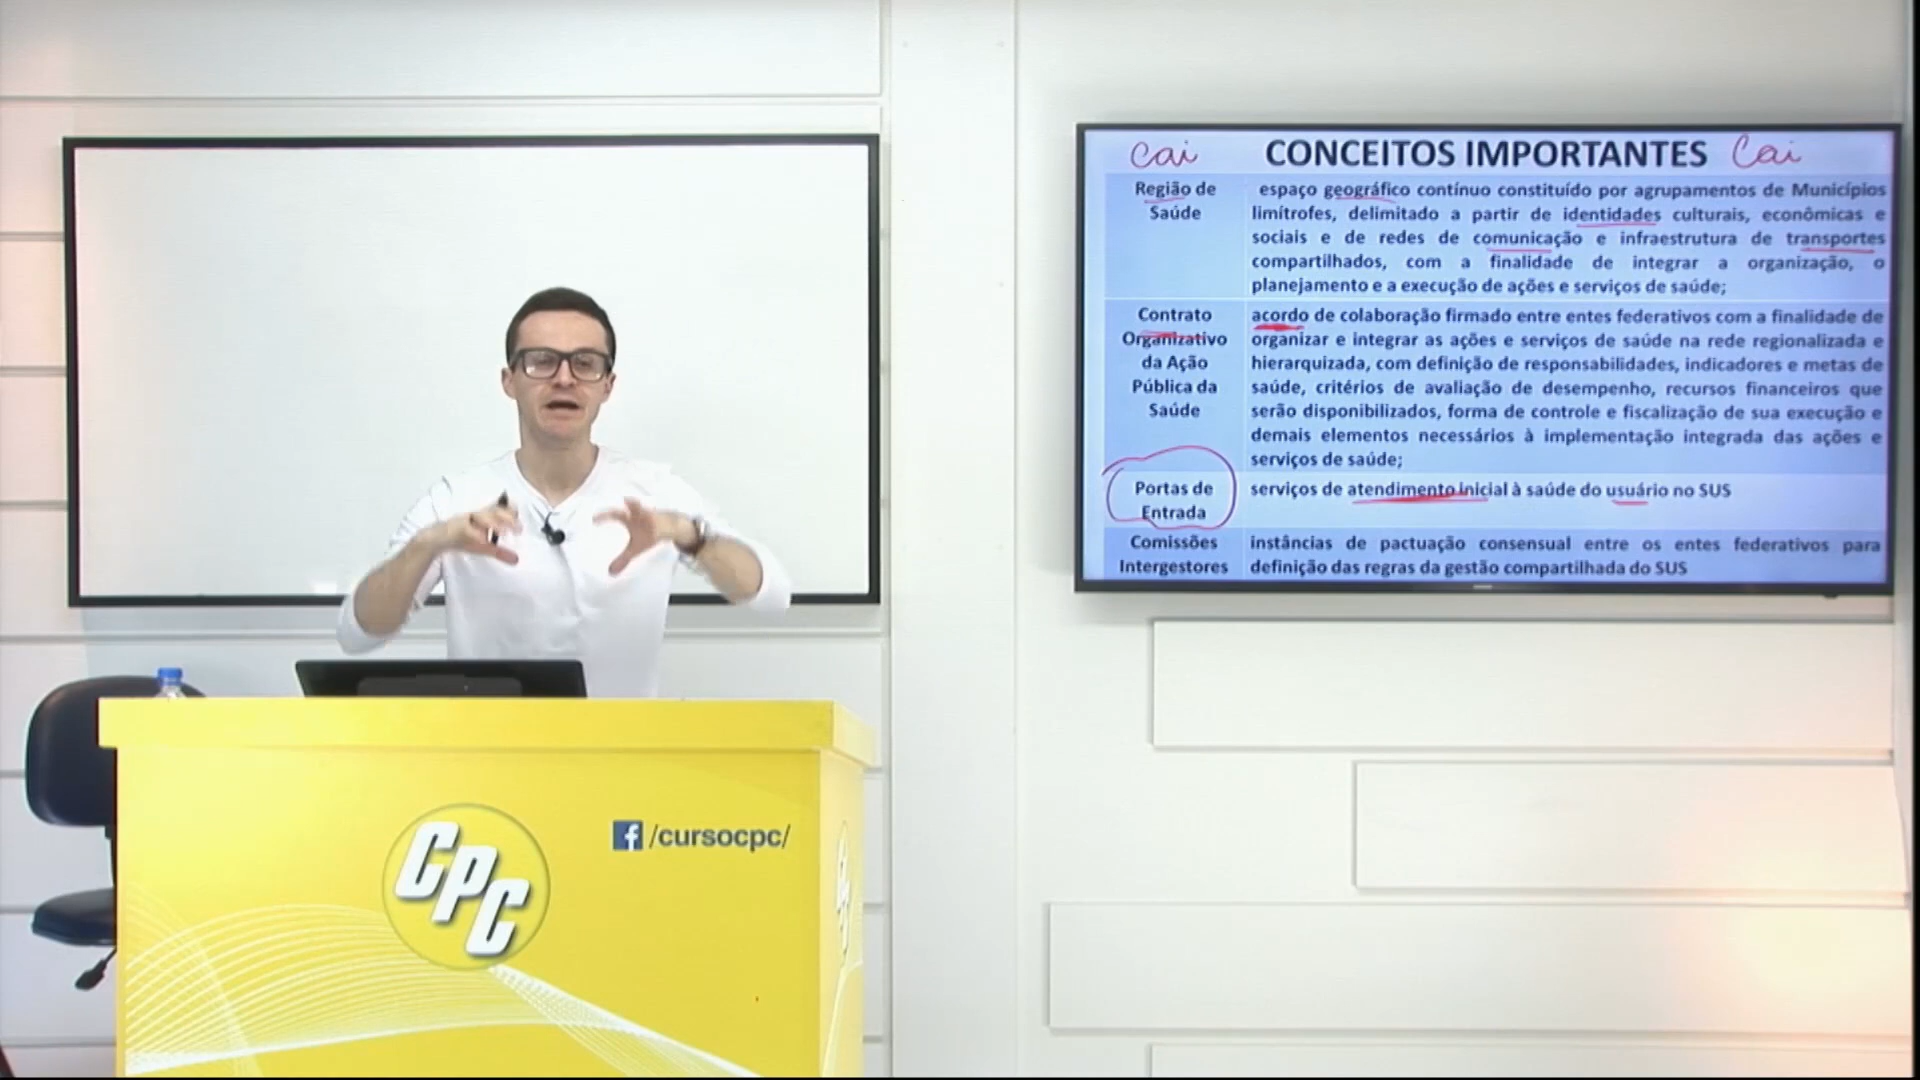 cai CONCEITOS IMPORTANTES Cai
Região de
Saúde
espaço geográfico contínuo constituído por agrupamentos de Municípios
limítrofes, delimitado a partir de identidades culturais, econômicas e
sociais e de redes de comunicação e infraestrutura de transportes
compartilhados, com a finalidade de integrar a organização, o
planejamento e a execução de ações e serviços de saúde;
Contrato
Organizativo
da Ação
Pública da
Saúde
acordo de colaboração firmado entre entes federativos com a finalidade de
organizar e integrar as ações e serviços de saúde na rede regionalizada e
hierarquizada, com definição de responsabilidades, indicadores e metas de
saúde, critérios de avaliação de desempenho, recursos financeiros que
serão disponibilizados, forma de controle e fiscalização de sua execução e
demais elementos necessários à implementação integrada das ações e
serviços de saúde;
Portas de
Entrada
serviços de atendimento inicial à saúde do usuário no SUS
Comissões
Intergestores
instâncias de pactuação consensual entre os entes federativos para
definição das regras da gestão compartilhada do SUS
CPC
f /cursocpc/